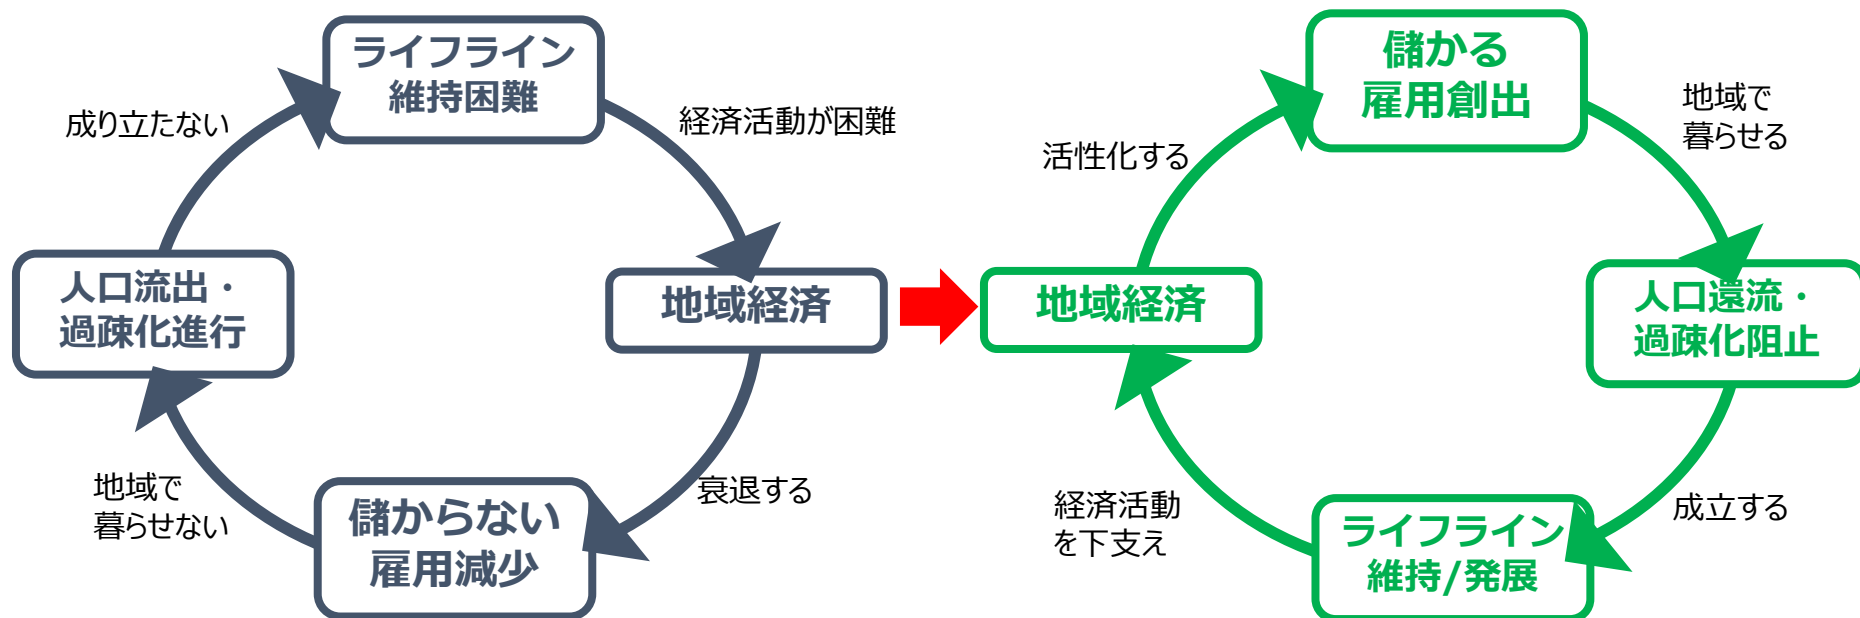 ライフライン
維持困難
成り立たない
経済活動が困難
人口流出・
過疎化進行
地域経済
地域で
暮らせない
儲からない
雇用減少
衰退する
儲かる
雇用創出
活性化する
地域で
暮らせる
地域経済
人口還流・
過疎化阻止
経済活動
を下支え
ライフライン
維持/発展
成立する